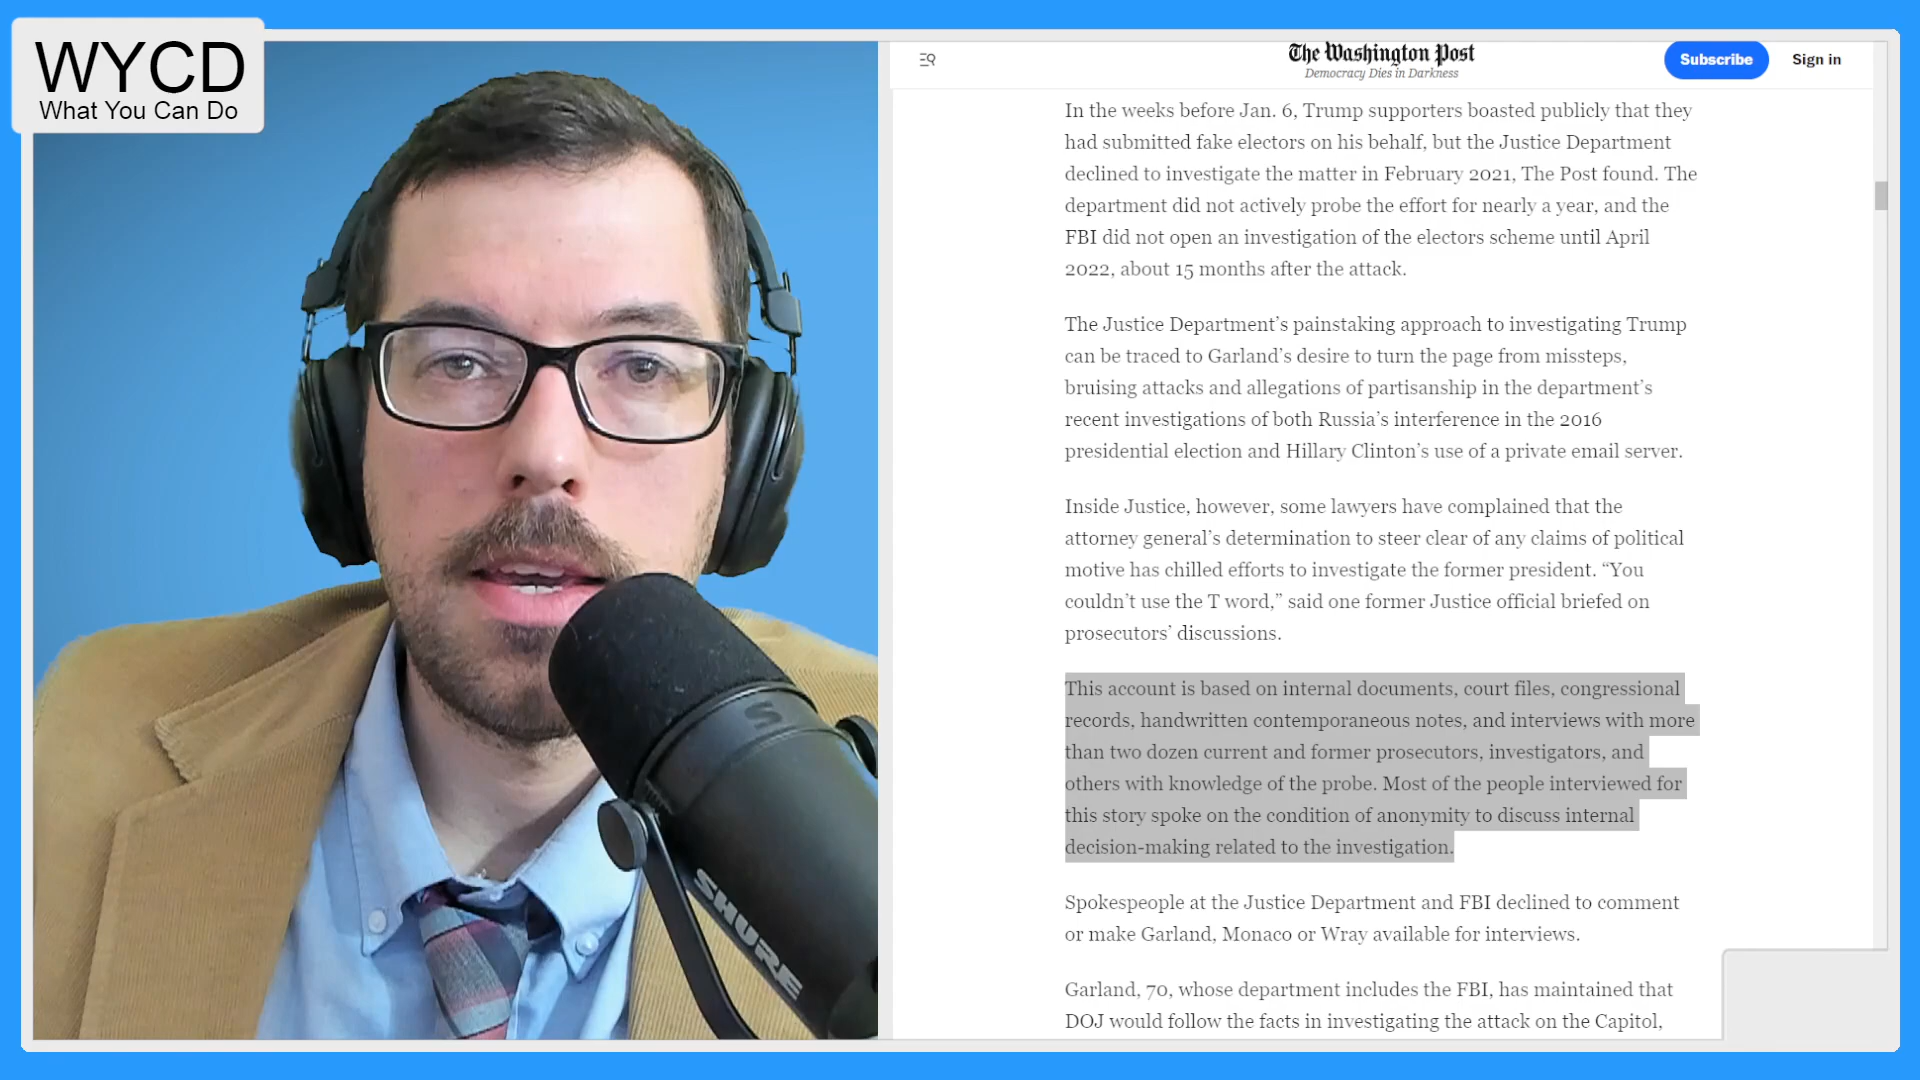 WYCD
What You Can Do
The Washington Post
Democracy Dies in Darkness
Subscribe
Sign in
In the weeks before Jan. 6, Trump supporters boasted publicly that they
had submitted fake electors on his behalf, but the Justice Department
declined to investigate the matter in February 2021, The Post found. The
department did not actively probe the effort for nearly a year, and the
FBI did not open an investigation of the electors scheme until April
2022, about 15 months after the attack.
The Justice Department’s painstaking approach to investigating Trump
can be traced to Garland’s desire to turn the page from missteps,
bruising attacks and allegations of partisanship in the department’s
recent investigations of both Russia’s interference in the 2016
presidential election and Hillary Clinton’s use of a private email server.
Inside Justice, however, some lawyers have complained that the
attorney general’s determination to steer clear of any claims of political
motive has chilled efforts to investigate the former president. “You
couldn’t use the T word,” said one former Justice official briefed on
prosecutors’ discussions.
This account is based on internal documents, court files, congressional
records, handwritten contemporaneous notes, and interviews with more
than two dozen current and former prosecutors, investigators, and
others with knowledge of the probe. Most of the people interviewed for
this story spoke on the condition of anonymity to discuss internal
decision-making related to the investigation.
Spokespeople at the Justice Department and FBI declined to comment
or make Garland, Monaco or Wray available for interviews.
Garland, 70, whose department includes the FBI, has maintained that
DOJ would follow the facts in investigating the attack on the Capitol,
SHURE